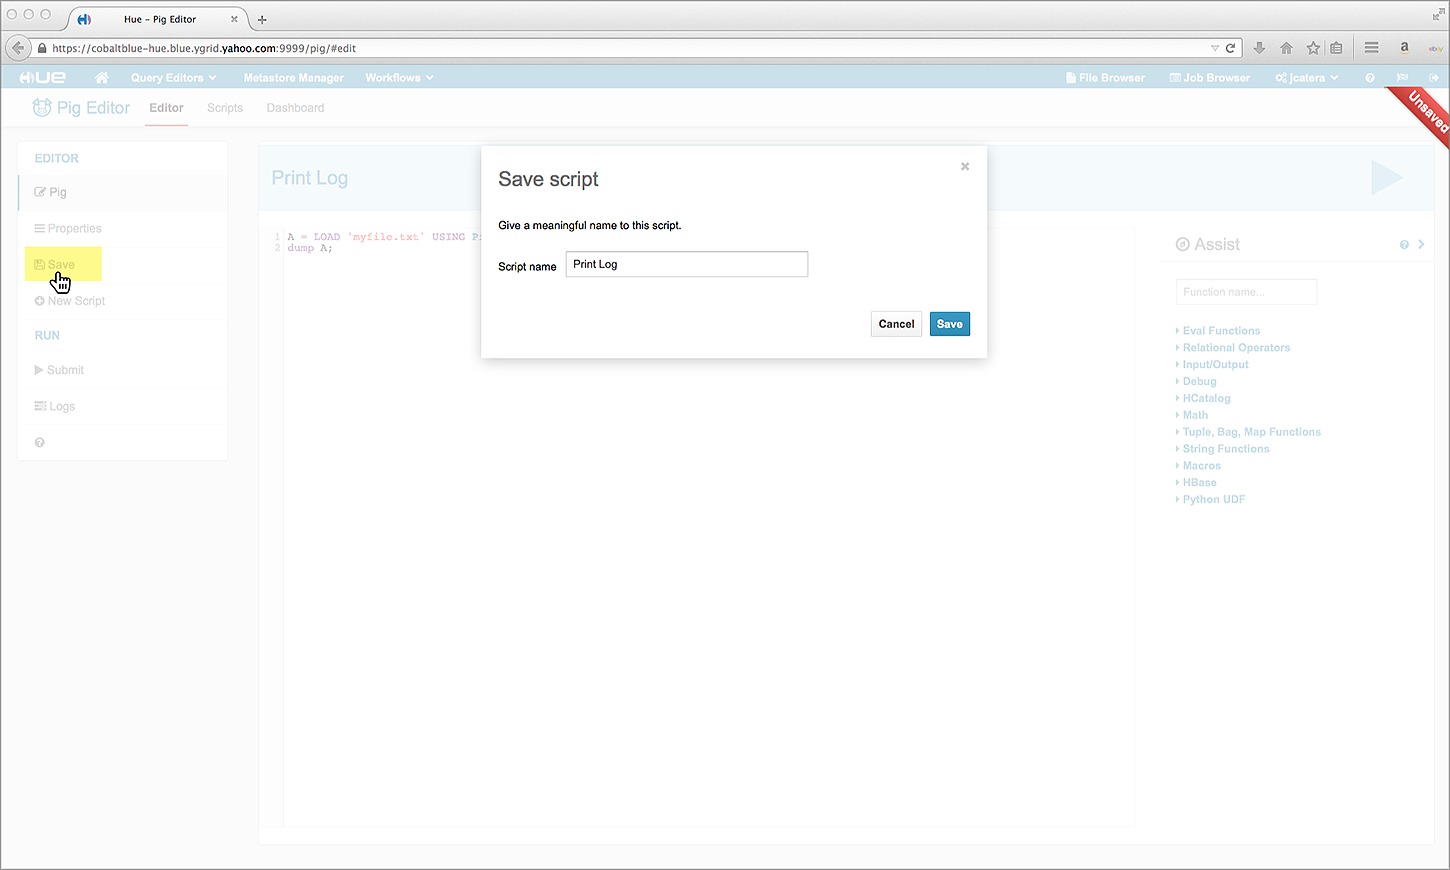 Hue – Pig Editor
https://cobaltblue-hue.blue.ygrid.yahoo.com:9999/pig/#edit
a
ebay
HUE
Query Editors
Metastore Manager
Workflows
File Browser
Job Browser
jcatera
Unsaved
Pig Editor
Editor
Scripts
Dashboard
EDITOR
Pig
Properties
Save
New Script
RUN
Submit
Logs
Print Log
1 A = LOAD 'myfile.txt' USING
2 dump A;
Save script
×
Give a meaningful name to this script.
Script name
Print Log
Cancel
Save
Assist
Function name...
Eval Functions
Relational Operators
Input/Output
Debug
HCatalog
Math
Tuple, Bag, Map Functions
String Functions
Macros
HBase
Python UDF